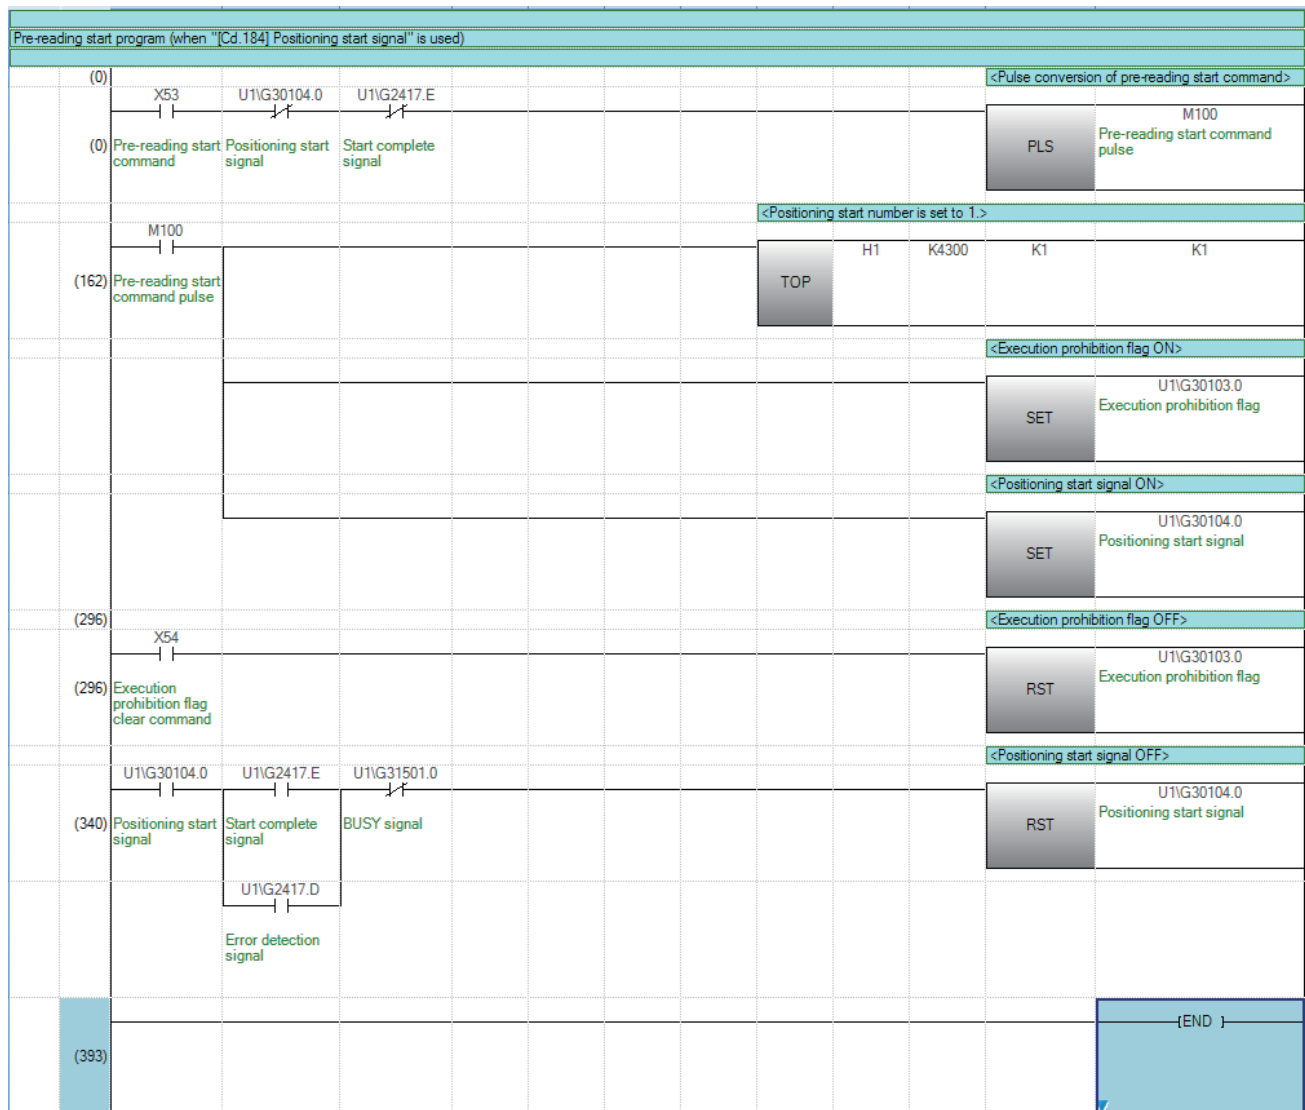 Pre-reading start program (when "[Cd.184] Positioning start signal" is used)
(0)
<Pulse conversion of pre-reading start command>
X53
U1\G30104.0
U1\G2417.E
M100
(0)
Pre-reading start
command
Positioning start
signal
Start complete
signal
PLS
Pre-reading start command
pulse
<Positioning start number is set to 1.>
M100
H1
K4300
K1
K1
(162)
Pre-reading start
command pulse
TOP
<Execution prohibition flag ON>
U1\G30103.0
SET
Execution prohibition flag
<Positioning start signal ON>
U1\G30104.0
SET
Positioning start signal
(296)
<Execution prohibition flag OFF>
X54
U1\G30103.0
(296)
Execution
prohibition flag
clear command
RST
Execution prohibition flag
<Positioning start signal OFF>
U1\G30104.0
U1\G2417.E
U1\G31501.0
U1\G30104.0
(340)
Positioning start
signal
Start complete
signal
BUSY signal
RST
Positioning start signal
U1\G2417.D
Error detection
signal
[END ]
(393)